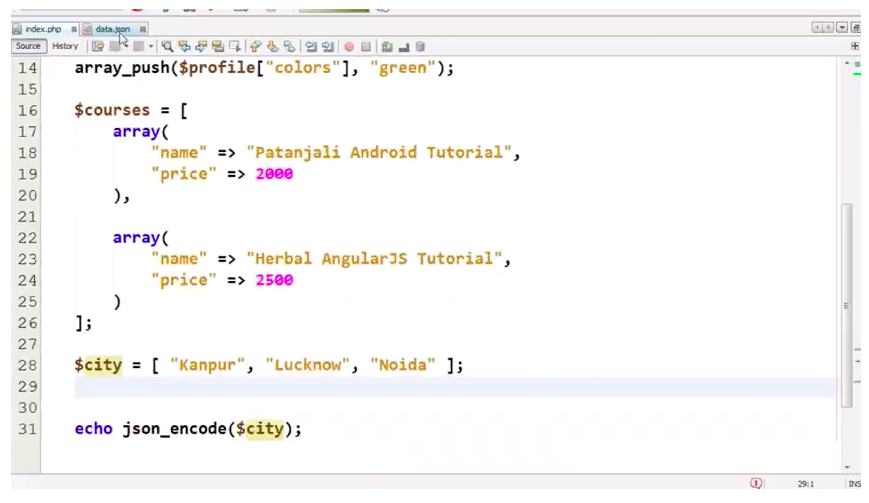 index.php data.json
Source History
14 array_push($profile["colors"], "green");
15
16 $courses = [
17 array(
18 "name" => "Patanjali Android Tutorial",
19 "price" => 2000
20 ),
21
22 array(
23 "name" => "Herbal AngularJS Tutorial",
24 "price" => 2500
25 )
26 ];
27
28 $city = [ "Kanpur", "Lucknow", "Noida" ];
29
30
31 echo json_encode($city);
29:1 INS